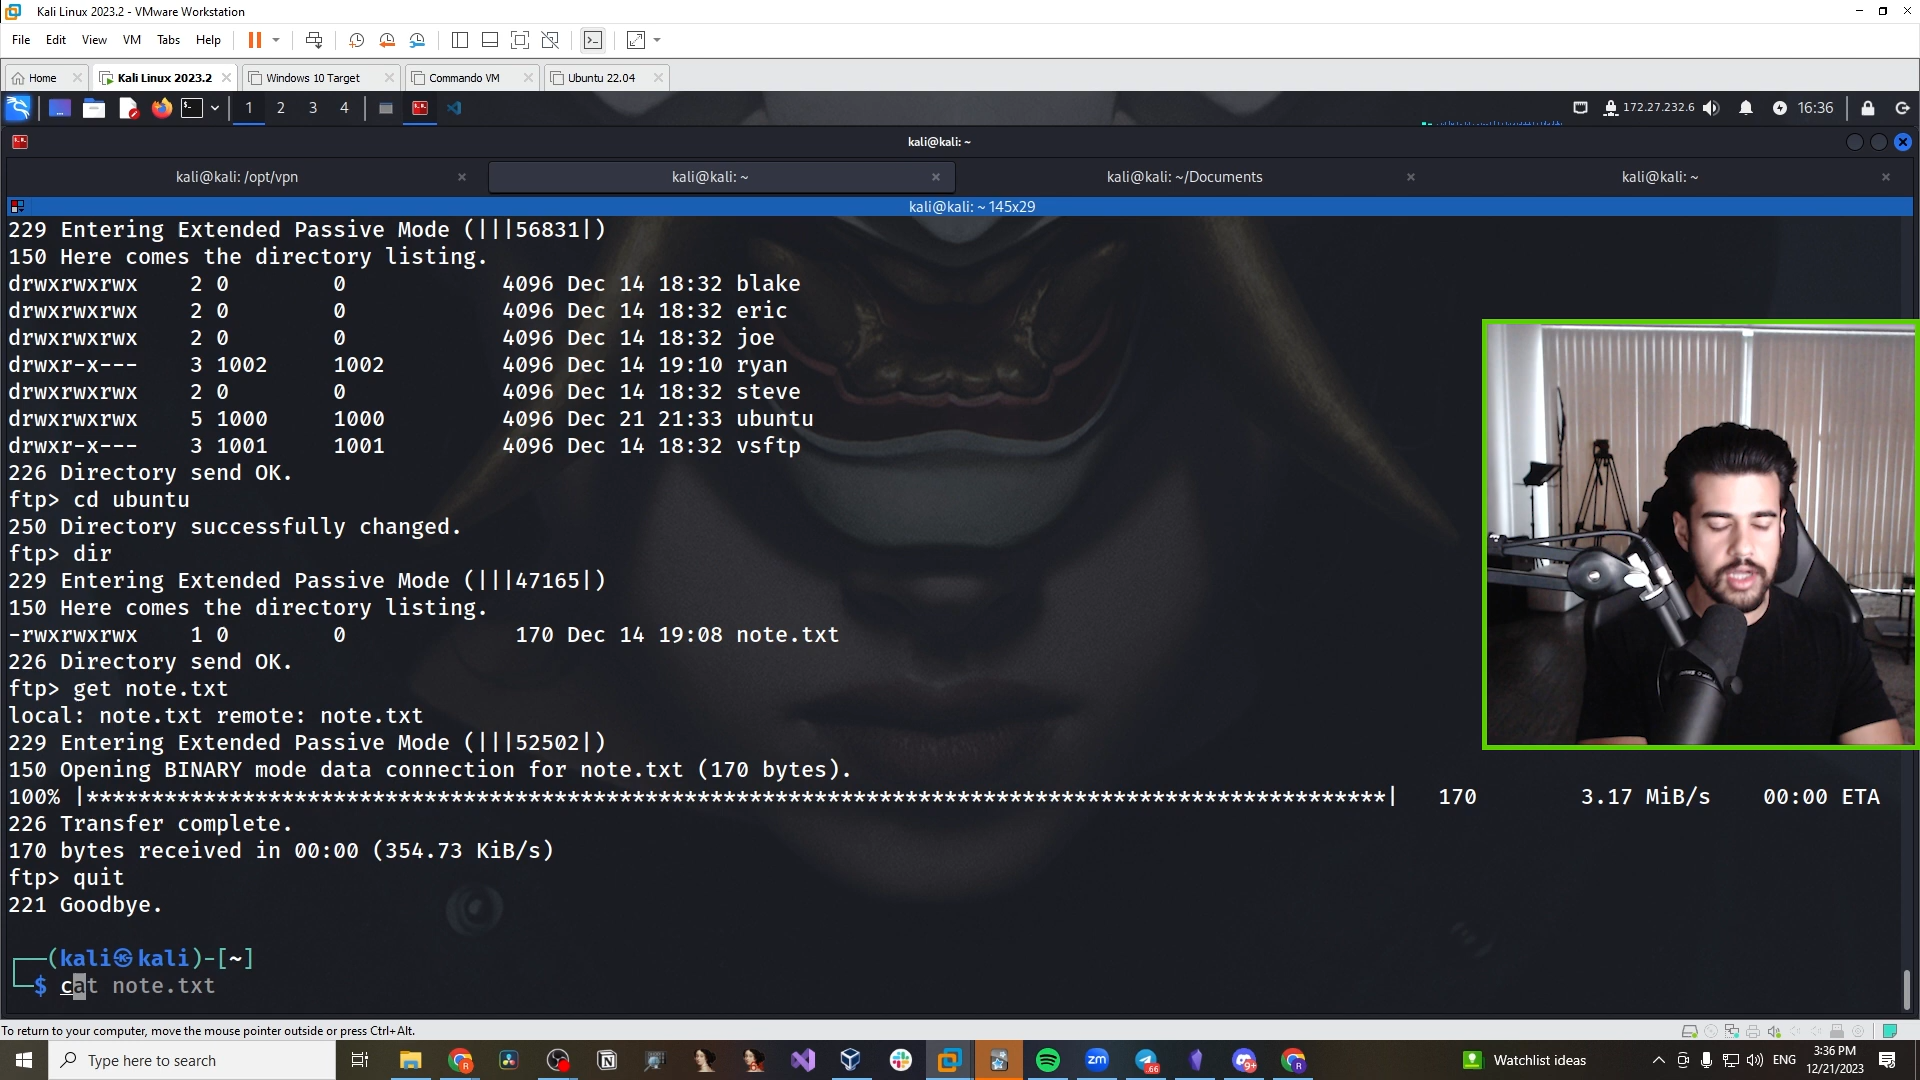 Kali Linux 2023.2 - VMware Workstation
File Edit View VM Tabs Help
Home Kali Linux 2023.2 Windows 10 Target Commando VM Ubuntu 22.04
1 2 3 4 172.27.232.6 16:36
kali@kali: ~
kali@kali: /opt/vpn kali@kali: ~ kali@kali: ~/Documents kali@kali: ~
kali@kali: ~ 145x29
229 Entering Extended Passive Mode (|||56831|)
150 Here comes the directory listing.
drwxrwxrwx    2 0        0            4096 Dec 14 18:32 blake
drwxrwxrwx    2 0        0            4096 Dec 14 18:32 eric
drwxrwxrwx    2 0        0            4096 Dec 14 18:32 joe
drwxr-x---    3 1002     1002         4096 Dec 14 19:10 ryan
drwxrwxrwx    2 0        0            4096 Dec 14 18:32 steve
drwxrwxrwx    5 1000     1000         4096 Dec 21 21:33 ubuntu
drwxr-x---    3 1001     1001         4096 Dec 14 18:32 vsftp
226 Directory send OK.
ftp> cd ubuntu
250 Directory successfully changed.
ftp> dir
229 Entering Extended Passive Mode (|||47165|)
150 Here comes the directory listing.
-rwxrwxrwx    1 0        0             170 Dec 14 19:08 note.txt
226 Directory send OK.
ftp> get note.txt
local: note.txt remote: note.txt
229 Entering Extended Passive Mode (|||52502|)
150 Opening BINARY mode data connection for note.txt (170 bytes).
100% |****************************************************************************************************| 170 3.17 MiB/s 00:00 ETA
226 Transfer complete.
170 bytes received in 00:00 (354.73 KiB/s)
ftp> quit
221 Goodbye.
┌──(kali㉿kali)-[~]
└─$ cat note.txt
To return to your computer, move the mouse pointer outside or press Ctrl+Alt.
Type here to search
Watchlist ideas
ENG
3:36 PM
12/21/2023